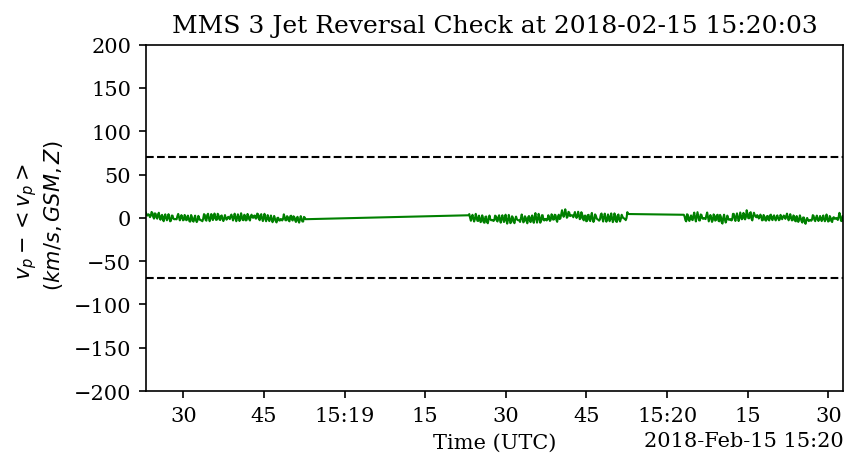 MMS 3 Jet Reversal Check at 2018-02-15 15:20:03
200
150
100
50
0
−50
−100
−150
−200
v_p − < v_p >
(km/s, GSM, Z)
30 45 15:19 15 30 45 15:20 15 30
Time (UTC)
2018-Feb-15 15:20